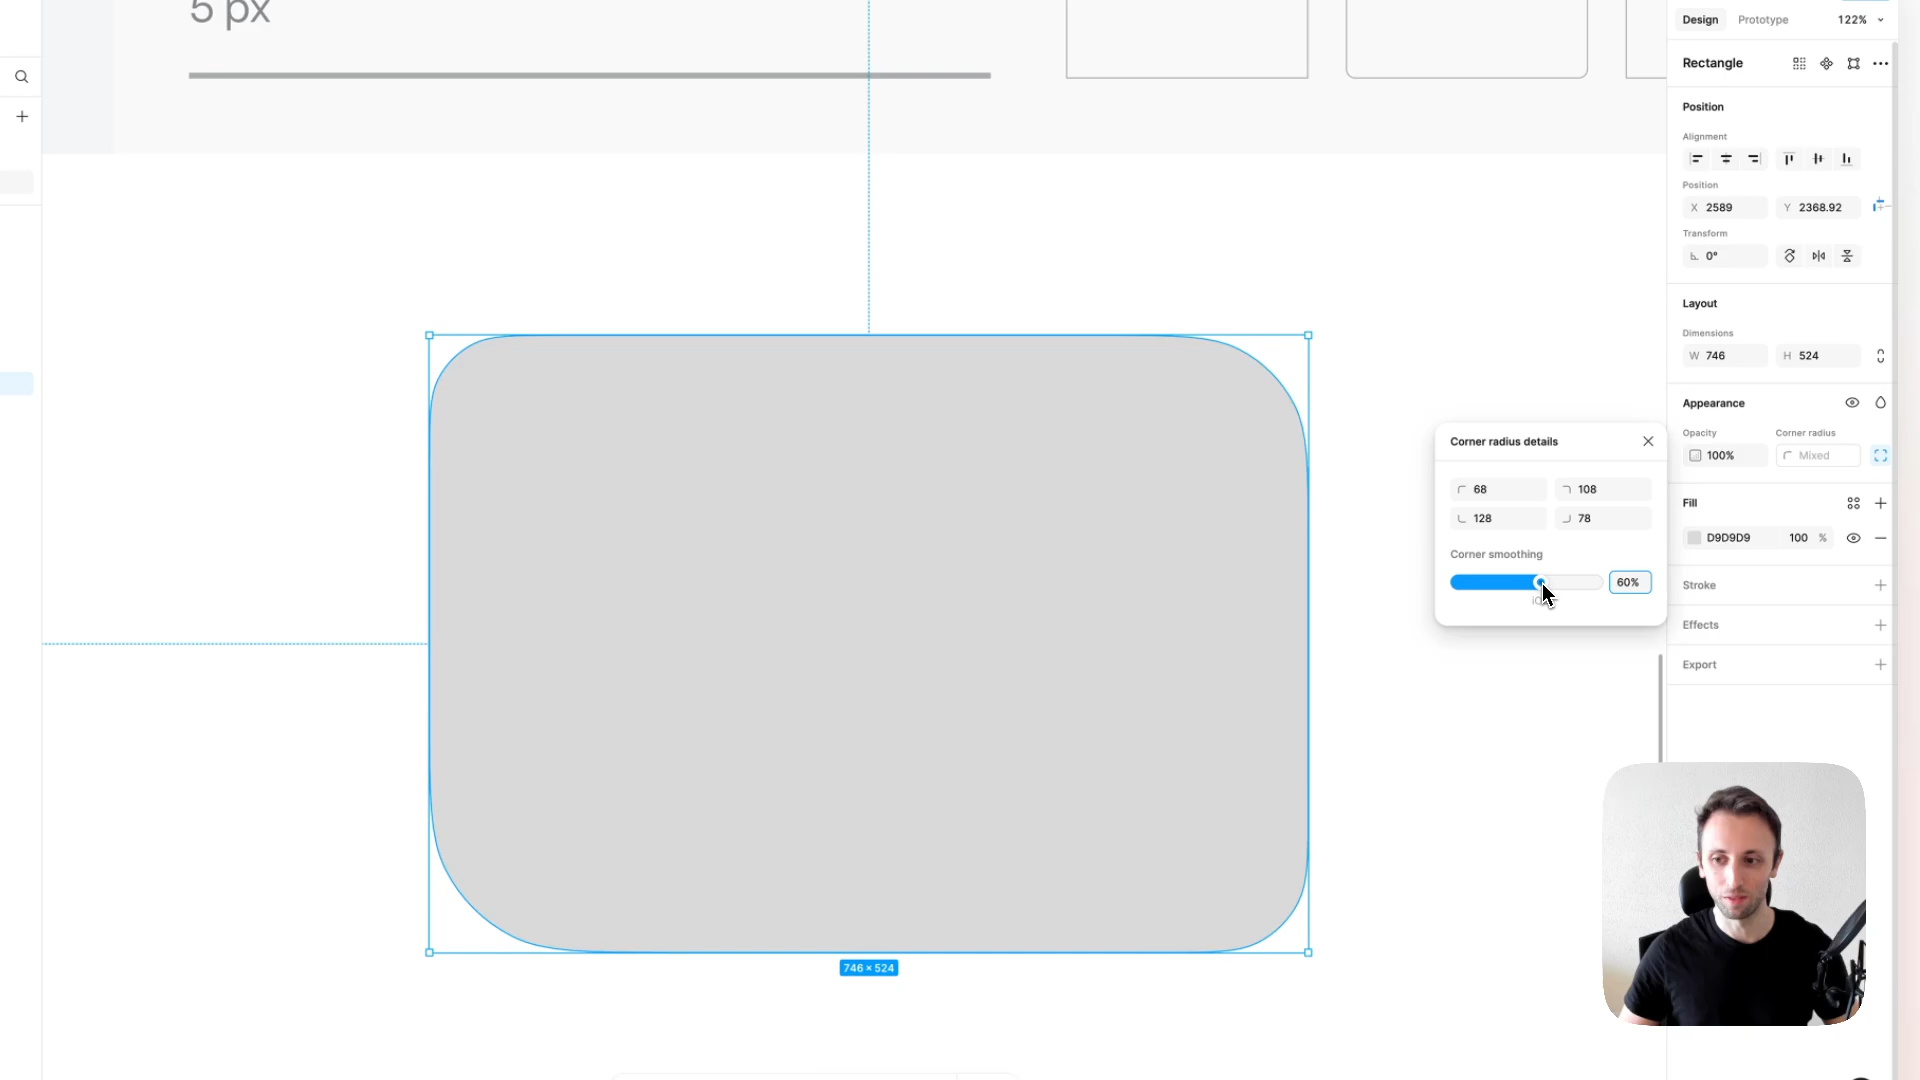 5 px
746 × 524
Design Prototype 122%
Rectangle
Position
Alignment
Position
X 2589 Y 2368.92
Transform
0°
Layout
Dimensions
W 746 H 524
Appearance
Opacity Corner radius
100% Mixed
Fill
D9D9D9 100 %
Stroke
Effects
Export
Corner radius details
68 108
128 78
Corner smoothing
60%